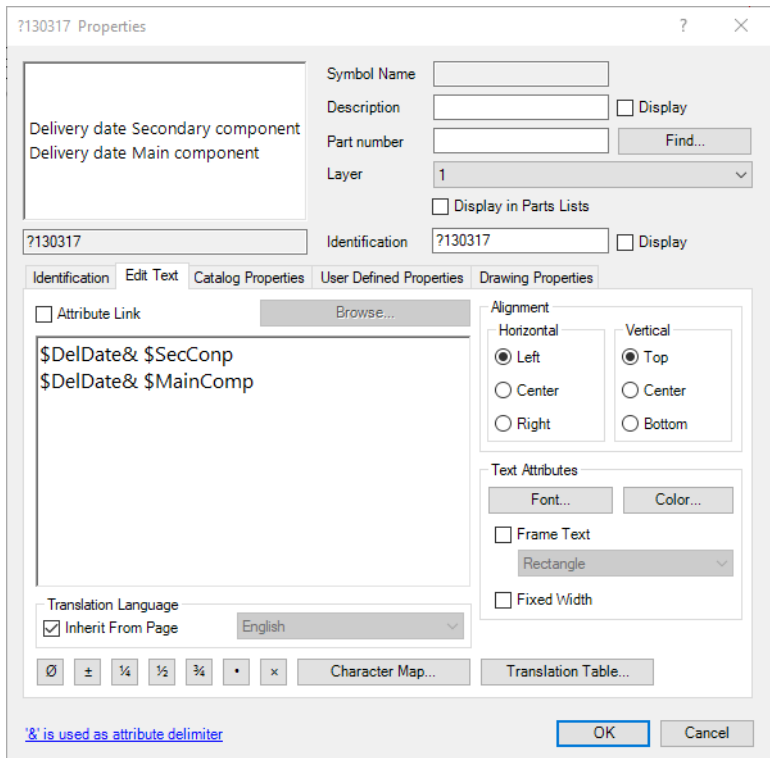 ?130317 Properties
?
Symbol Name
Description
Display
Delivery date Secondary component
Delivery date Main component
Part number
Find...
Layer
1
Display in Parts Lists
?130317
Identification
?130317
Display
Identification
Edit Text
Catalog Properties
User Defined Properties
Drawing Properties
Attribute Link
Browse...
$DelDate& $SecConp
$DelDate& $MainComp
Alignment
Horizontal
Left
Center
Right
Vertical
Top
Center
Bottom
Text Attributes
Font...
Color...
Frame Text
Rectangle
Fixed Width
Translation Language
Inherit From Page
English
Ø
±
¼
½
¾
•
×
Character Map...
Translation Table...
'&' is used as attribute delimiter
OK
Cancel